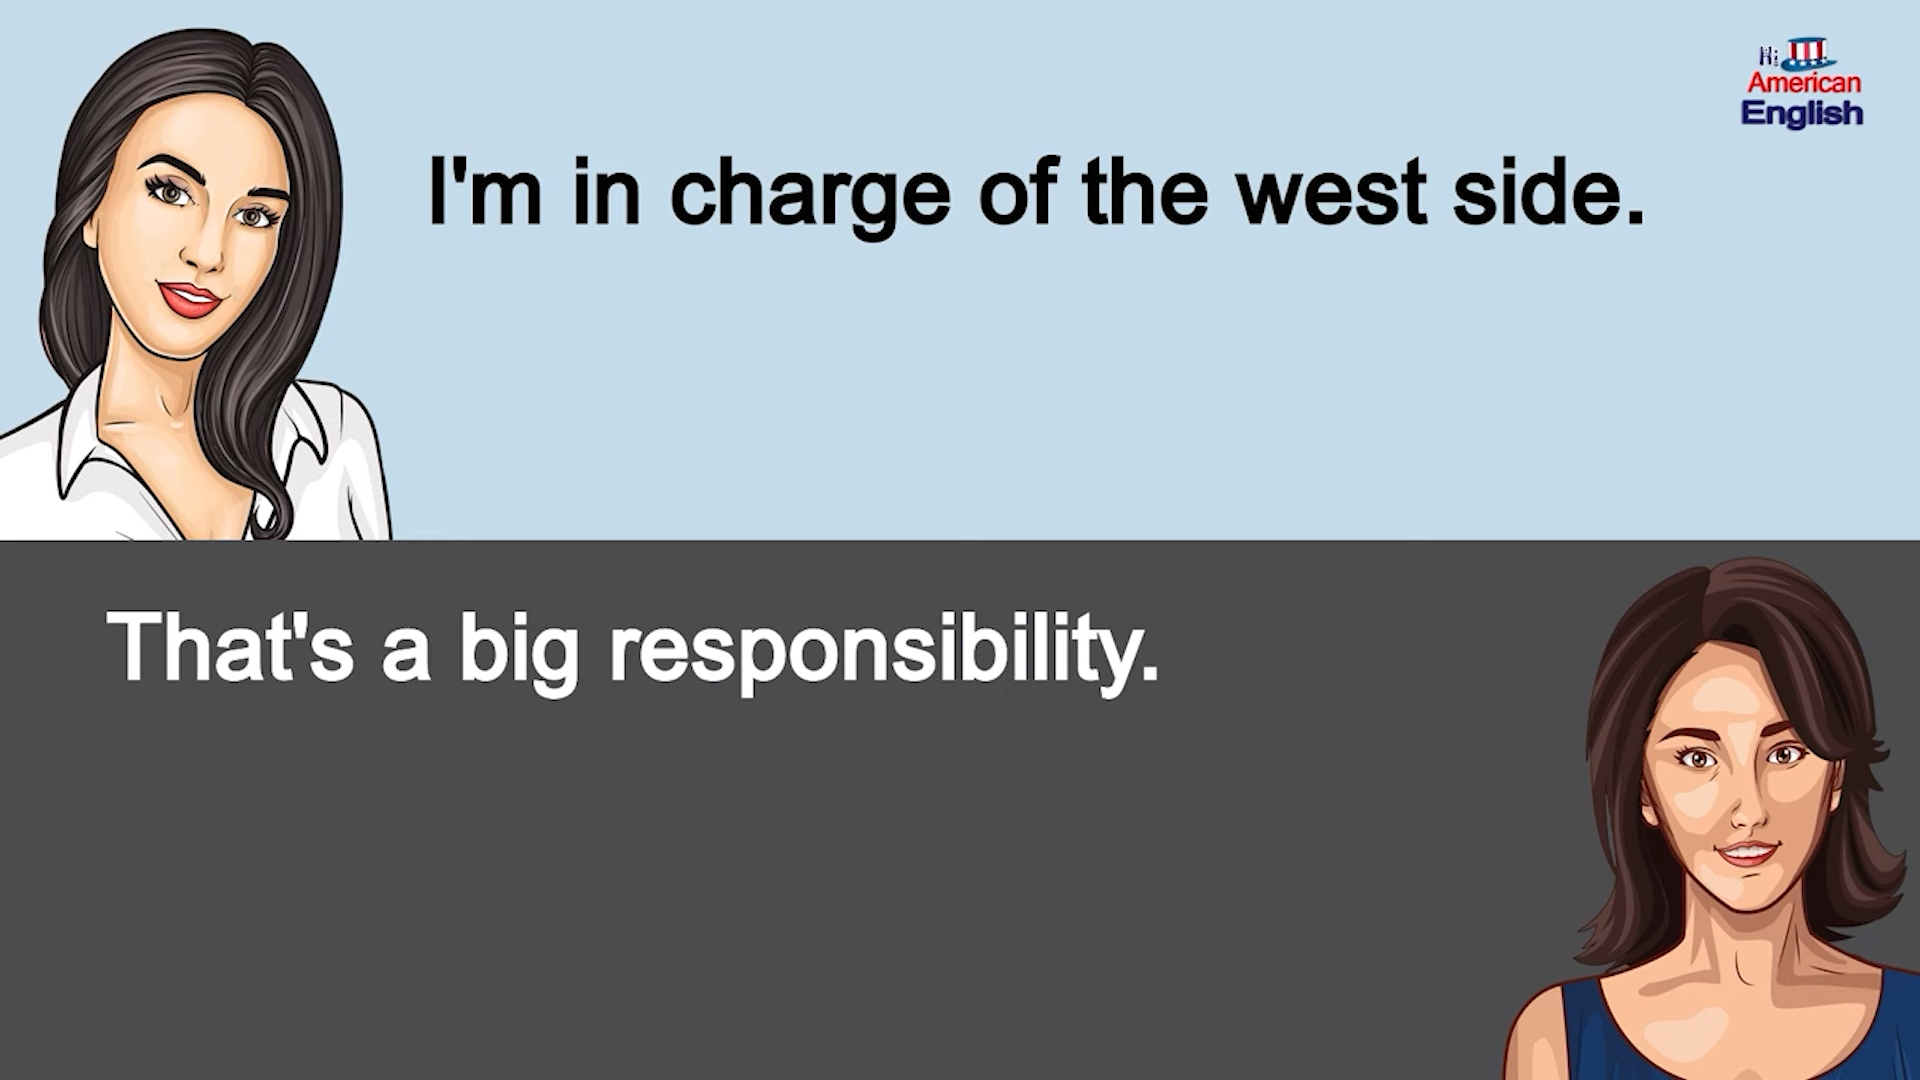 Hi
American
English
I'm in charge of the west side.
That's a big responsibility.